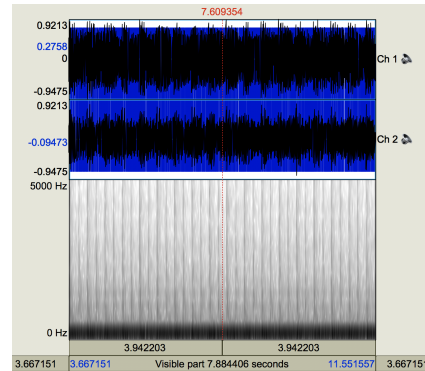 7.609354
0.9213
0.2758
0
Ch 1
-0.9475
0.9213
-0.09473
Ch 2
-0.9475
5000 Hz
0 Hz
3.942203 3.942203
3.667151 3.667151 Visible part 7.884406 seconds 11.551557 3.66715